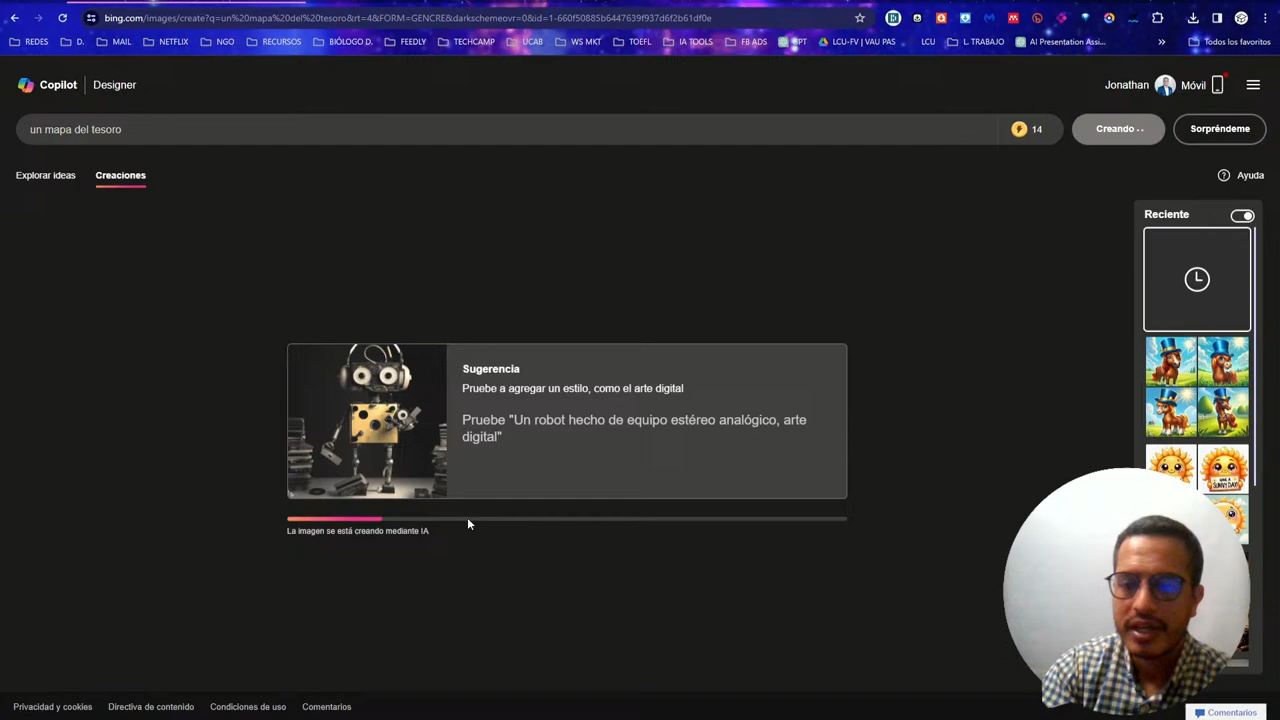 bing.com/images/create?q=un%20mapa%20del%20tesoro&rt=4&FORM=GENCRE&darkschemeovr=0&id=1-660f50885b6447639f937d6f2b61df0e
REDES D. MAIL NETFLIX NGO RECURSOS BIÓLOGO D. FEEDLY TECHCAMP UCAB WS MKT TOEFL IA TOOLS FB ADS LCU-FV | VAU PAS LCU L. TRABAJO AI Presentation Assi... » Todos los favoritos
Copilot | Designer
Jonathan Móvil
un mapa del tesoro
14
Creando
Sorpréndeme
Explorar ideas
Creaciones
Ayuda
Reciente
Sugerencia
Pruebe a agregar un estilo, como el arte digital
Pruebe "Un robot hecho de equipo estéreo analógico, arte
digital"
La imagen se está creando mediante IA
Privacidad y cookies
Directiva de contenido
Condiciones de uso
Comentarios
Comentarios